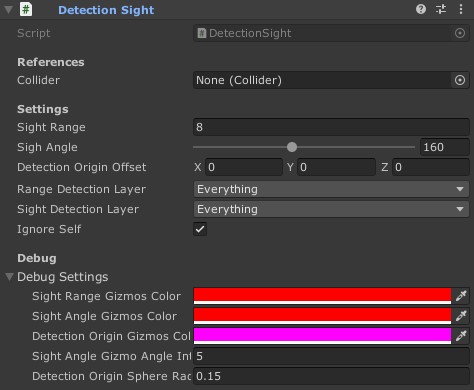 # Detection Sight
Script # DetectionSight
References
Collider None (Collider)
Settings
Sight Range 8
Sigh Angle 160
Detection Origin Offset X 0 Y 0 Z 0
Range Detection Layer Everything
Sight Detection Layer Everything
Ignore Self
Debug
Debug Settings
Sight Range Gizmos Color
Sight Angle Gizmos Color
Detection Origin Gizmos Col
Sight Angle Gizmo Angle Int 5
Detection Origin Sphere Rac 0.15